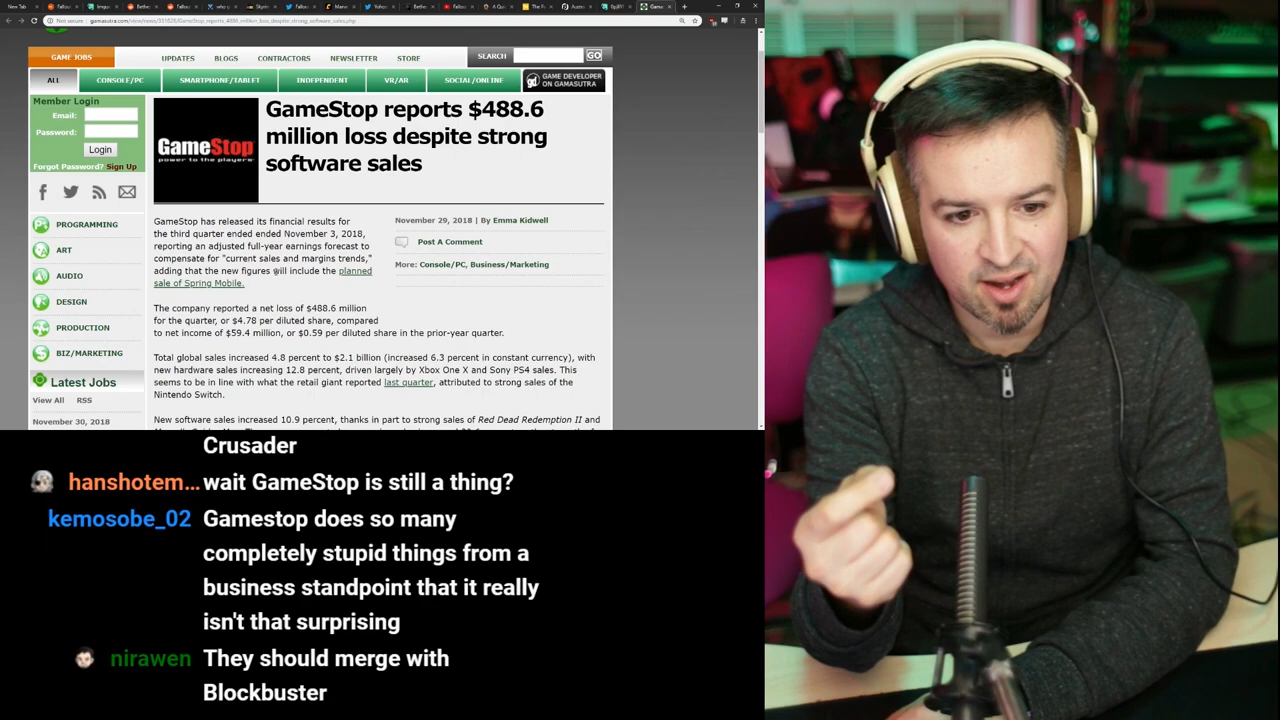 New Tab
Not secure | gamasutra.com/view/news/331826/GameStop_reports_4886_million_loss_despite_strong_software_sales.php
GAME JOBS
UPDATES BLOGS CONTRACTORS NEWSLETTER STORE
SEARCH GO
ALL CONSOLE/PC SMARTPHONE/TABLET INDEPENDENT VR/AR SOCIAL/ONLINE gd GAME DEVELOPER
ON GAMASUTRA
Member Login
Email:
Password:
Login
Forgot Password? Sign Up
PROGRAMMING
ART
AUDIO
DESIGN
PRODUCTION
BIZ/MARKETING
Latest Jobs
View All RSS
November 30, 2018
GameStop
power to the players
GameStop reports $488.6
million loss despite strong
software sales
November 29, 2018 | By Emma Kidwell
Post A Comment
More: Console/PC, Business/Marketing
GameStop has released its financial results for
the third quarter ended ended November 3, 2018,
reporting an adjusted full-year earnings forecast to
compensate for "current sales and margins trends,"
adding that the new figures will include the planned
sale of Spring Mobile.
The company reported a net loss of $488.6 million
for the quarter, or $4.78 per diluted share, compared
to net income of $59.4 million, or $0.59 per diluted share in the prior-year quarter.
Total global sales increased 4.8 percent to $2.1 billion (increased 6.3 percent in constant currency), with
new hardware sales increasing 12.8 percent, driven largely by Xbox One X and Sony PS4 sales. This
seems to be in line with what the retail giant reported last quarter, attributed to strong sales of the
Nintendo Switch.
New software sales increased 10.9 percent, thanks in part to strong sales of Red Dead Redemption II and
Crusader
hanshotem... wait GameStop is still a thing?
kemosobe_02 Gamestop does so many
completely stupid things from a
business standpoint that it really
isn't that surprising
nirawen They should merge with
Blockbuster